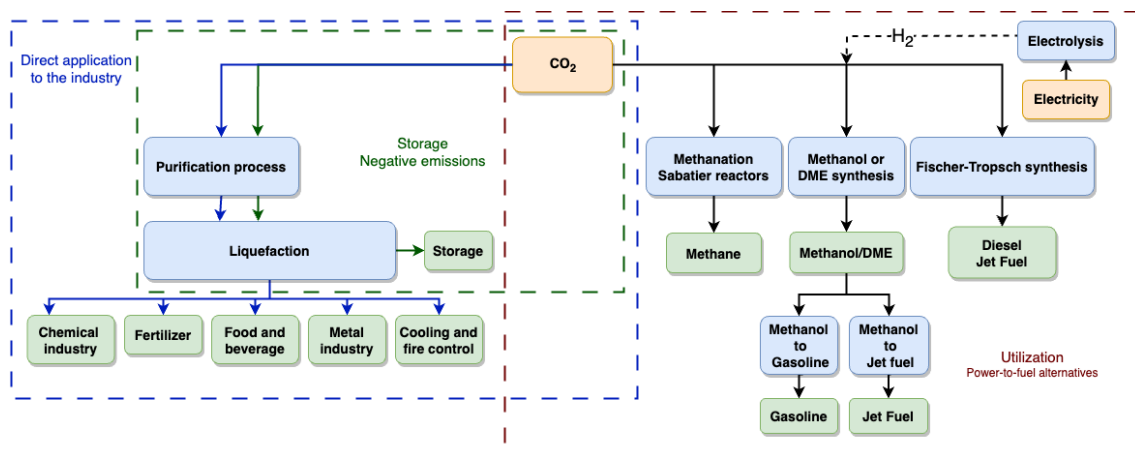 Direct application
to the industry
CO2
H2
Electrolysis
Electricity
Storage
Negative emissions
Purification process
Methanation
Sabatier reactors
Methanol or
DME synthesis
Fischer-Tropsch synthesis
Liquefaction
Storage
Methane
Methanol/DME
Diesel
Jet Fuel
Chemical
industry
Fertilizer
Food and
beverage
Metal
industry
Cooling and
fire control
Methanol
to
Gasoline
Methanol
to
Jet fuel
Utilization
Power-to-fuel alternatives
Gasoline
Jet Fuel